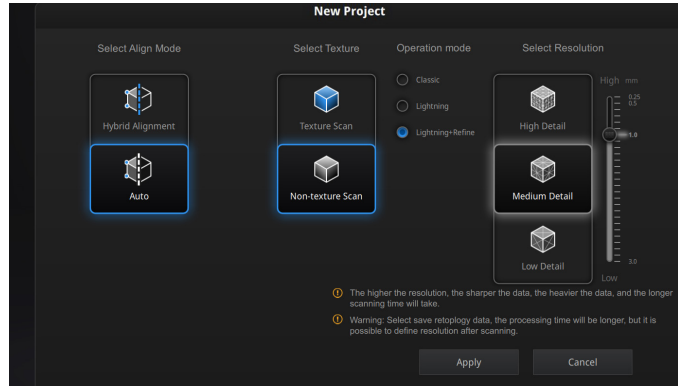 New Project
Select Align Mode
Select Texture
Operation mode
Select Resolution
Hybrid Alignment
Auto
Texture Scan
Non-texture Scan
Classic
Lightning
Lightning+Refine
High Detail
Medium Detail
Low Detail
High mm
0.25
0.5
1.0
3.0
Low
The higher the resolution, the sharper the data, the heavier the data, and the longer
scanning time will take.
Warning: Select save retoplogy data, the processing time will be longer, but it is
possible to define resolution after scanning.
Apply
Cancel